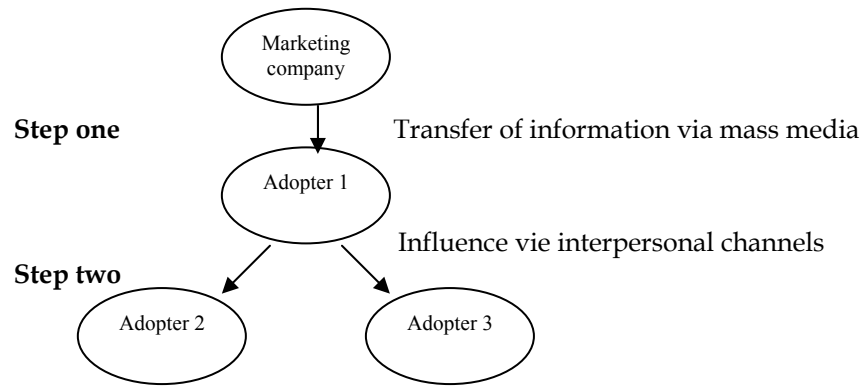 Marketing
company
Step one
Transfer of information via mass media
Adopter 1
Influence vie interpersonal channels
Step two
Adopter 2
Adopter 3